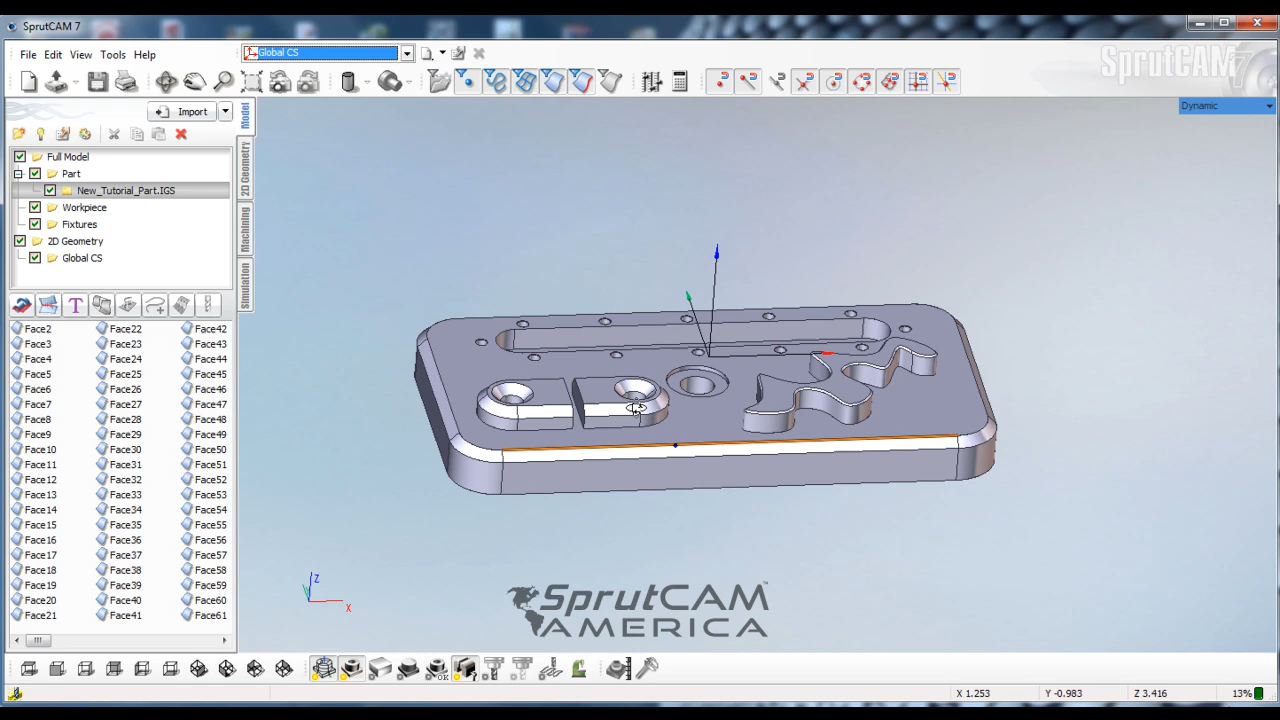 SprutCAM 7
File Edit View Tools Help
Global CS
SprutCAM7
Import
Dynamic
Model
2D Geometry
Machining
Simulation
Full Model
Part
New_Tutorial_Part.IGS
Workpiece
Fixtures
2D Geometry
Global CS
T
Face2 Face22 Face42
Face3 Face23 Face43
Face4 Face24 Face44
Face5 Face25 Face45
Face6 Face26 Face46
Face7 Face27 Face47
Face8 Face28 Face48
Face9 Face29 Face49
Face10 Face30 Face50
Face11 Face31 Face51
Face12 Face32 Face52
Face13 Face33 Face53
Face14 Face34 Face54
Face15 Face35 Face55
Face16 Face36 Face56
Face17 Face37 Face57
Face18 Face38 Face58
Face19 Face39 Face59
Face20 Face40 Face60
Face21 Face41 Face61
Z
X
SprutCAM™
AMERICA
OK
X 1.253 Y -0.983 Z 3.416 13%